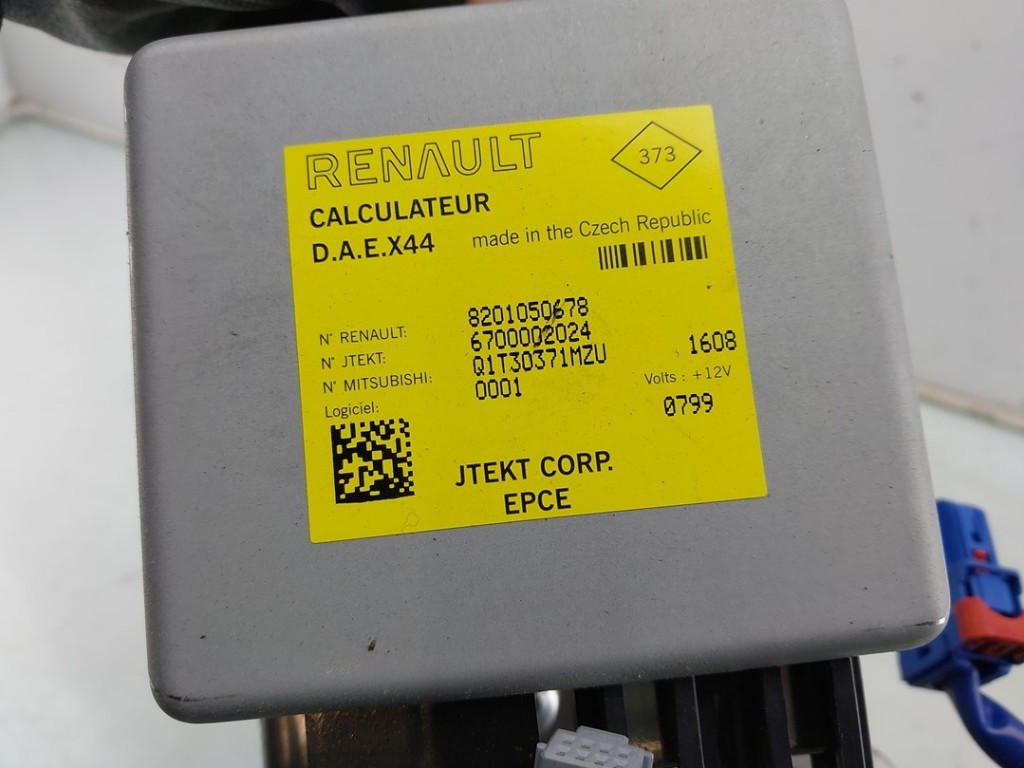 RENAULT
373
CALCULATEUR
D.A.E.X44
made in the Czech Republic
N° RENAULT: 8201050678
N° JTEKT: 6700002024
N° MITSUBISHI: Q1T30371MZU
1608
Logiciel: 0001
Volts : +12V
0799
JTEKT CORP.
EPCE